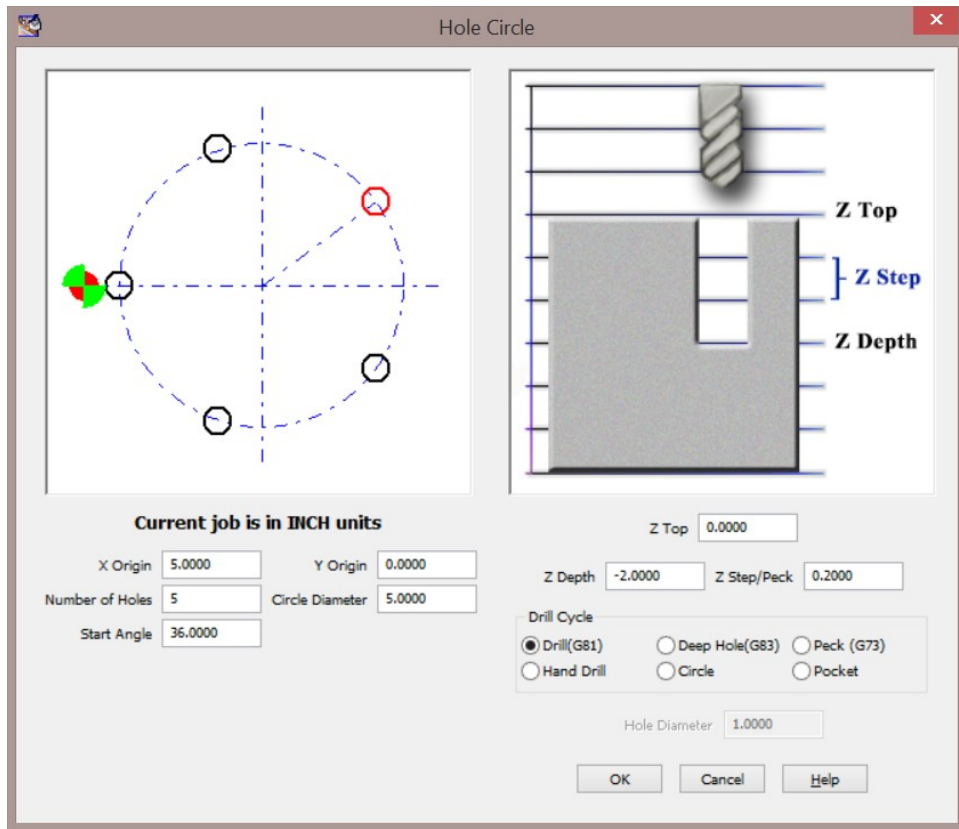 Hole Circle
Z Top
Z Step
Z Depth
Current job is in INCH units
X Origin 5.0000 Y Origin 0.0000
Number of Holes 5 Circle Diameter 5.0000
Start Angle 36.0000
Z Top 0.0000
Z Depth -2.0000 Z Step/Peck 0.2000
Drill Cycle
Drill(G81) Deep Hole(G83) Peck (G73)
Hand Drill Circle Pocket
Hole Diameter 1.0000
OK Cancel Help